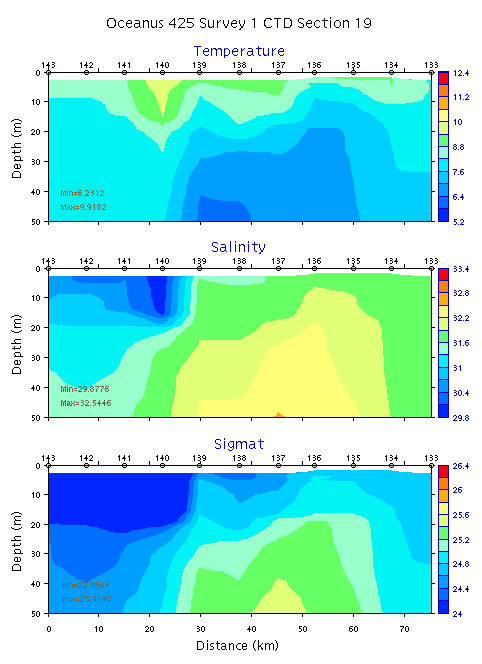 Oceanus 425 Survey 1 CTD Section 19
Temperature
143 142 141 140 139 138 137 136 135 134 133
0
10
20
30
40
50
Depth (m)
Min=6.2312
Max=9.9182
12.4
11.2
10
8.8
7.6
6.4
5.2
Salinity
143 142 141 140 139 138 137 136 135 134 133
0
10
20
30
40
50
Depth (m)
Min=29.8776
Max=32.5446
33.4
32.8
32.2
31.6
31
30.4
29.8
Sigmat
143 142 141 140 139 138 137 136 135 134 133
0
10
20
30
40
50
Depth (m)
26.4
26
25.6
25.2
24.8
24.4
24
0 10 20 30 40 50 60 70
Distance (km)